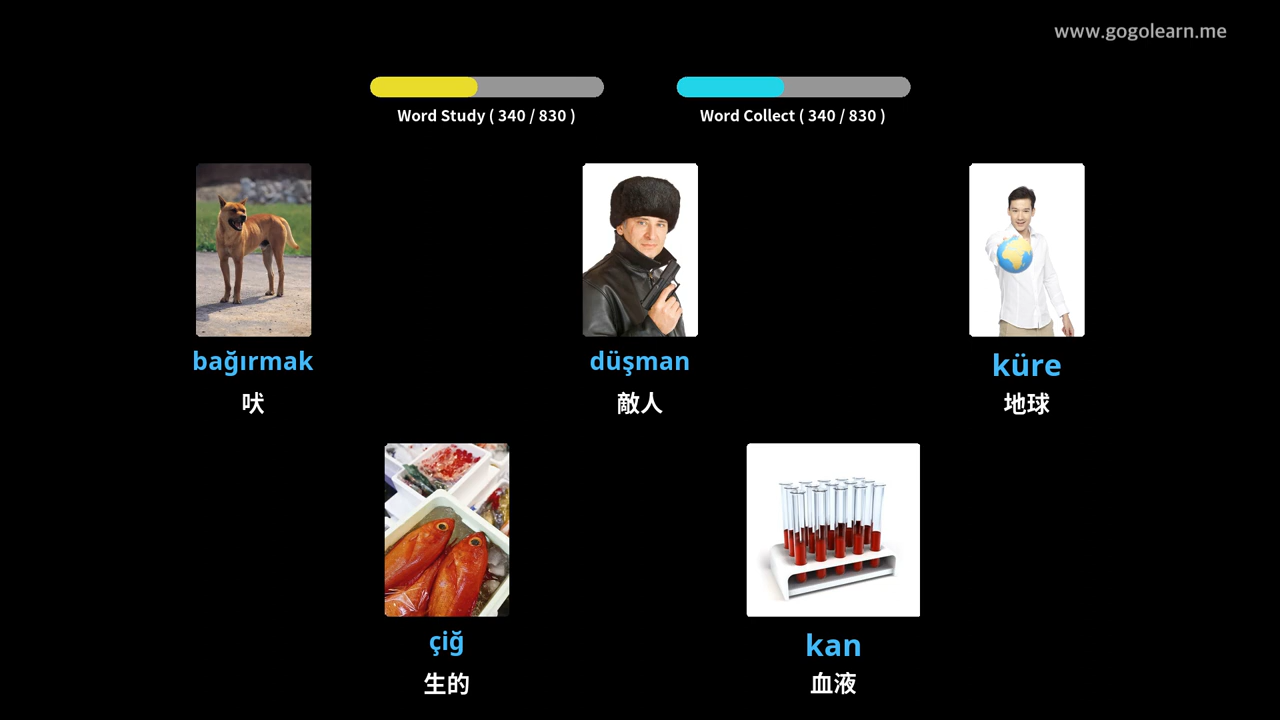 www.gogolearn.me
Word Study ( 340 / 830 )
Word Collect ( 340 / 830 )
bağırmak
吠
düşman
敵人
küre
地球
çiğ
生的
kan
血液